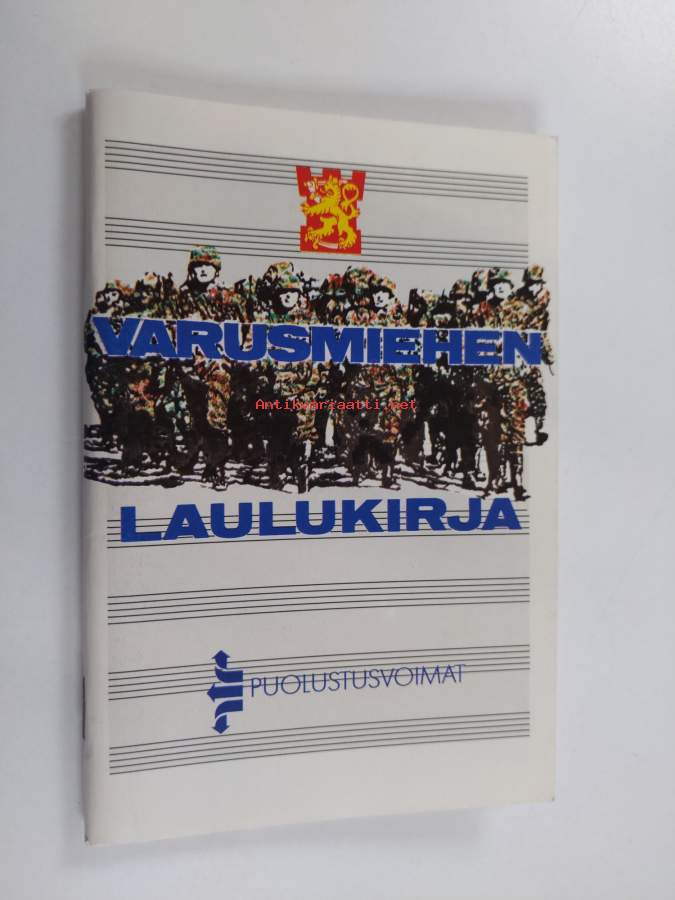 VARUSMIEHEN
Antikvariaatti.net
LAULUKIRJA
PUOLUSTUSVOIMAT